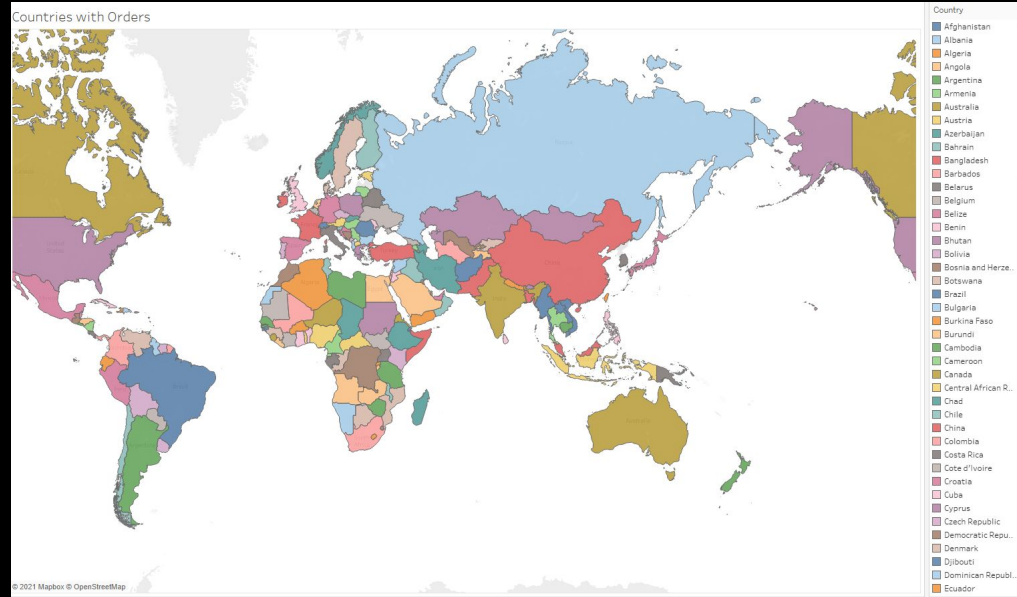 Countries with Orders
© 2021 Mapbox © OpenStreetMap
Country
Afghanistan
Albania
Algeria
Angola
Argentina
Armenia
Australia
Austria
Azerbaijan
Bahrain
Bangladesh
Barbados
Belarus
Belgium
Belize
Benin
Bhutan
Bolivia
Bosnia and Herze..
Botswana
Brazil
Bulgaria
Burkina Faso
Burundi
Cambodia
Cameroon
Canada
Central African R..
Chad
Chile
China
Colombia
Costa Rica
Cote d'Ivoire
Croatia
Cuba
Cyprus
Czech Republic
Democratic Repu..
Denmark
Djibouti
Dominican Republ..
Ecuador